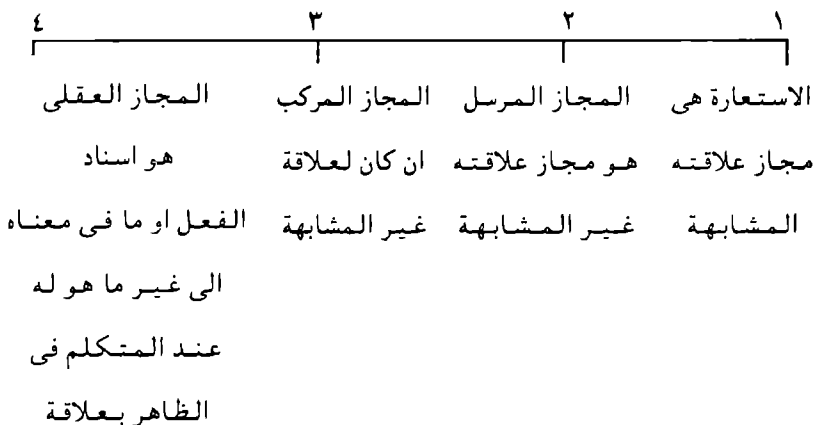 ١ ٢ ٣ ٤
الاستعارة هى المجاز المرسل المجاز المركب المجاز العقلى
مجاز علاقته هو مجاز علاقته ان كان لعلاقة هو اسناد
المشابهة غير المشابهة غير المشابهة الفعل او ما فى معناه
الى غير ما هو له
عند المتكلم فى
الظاهر بعلاقة